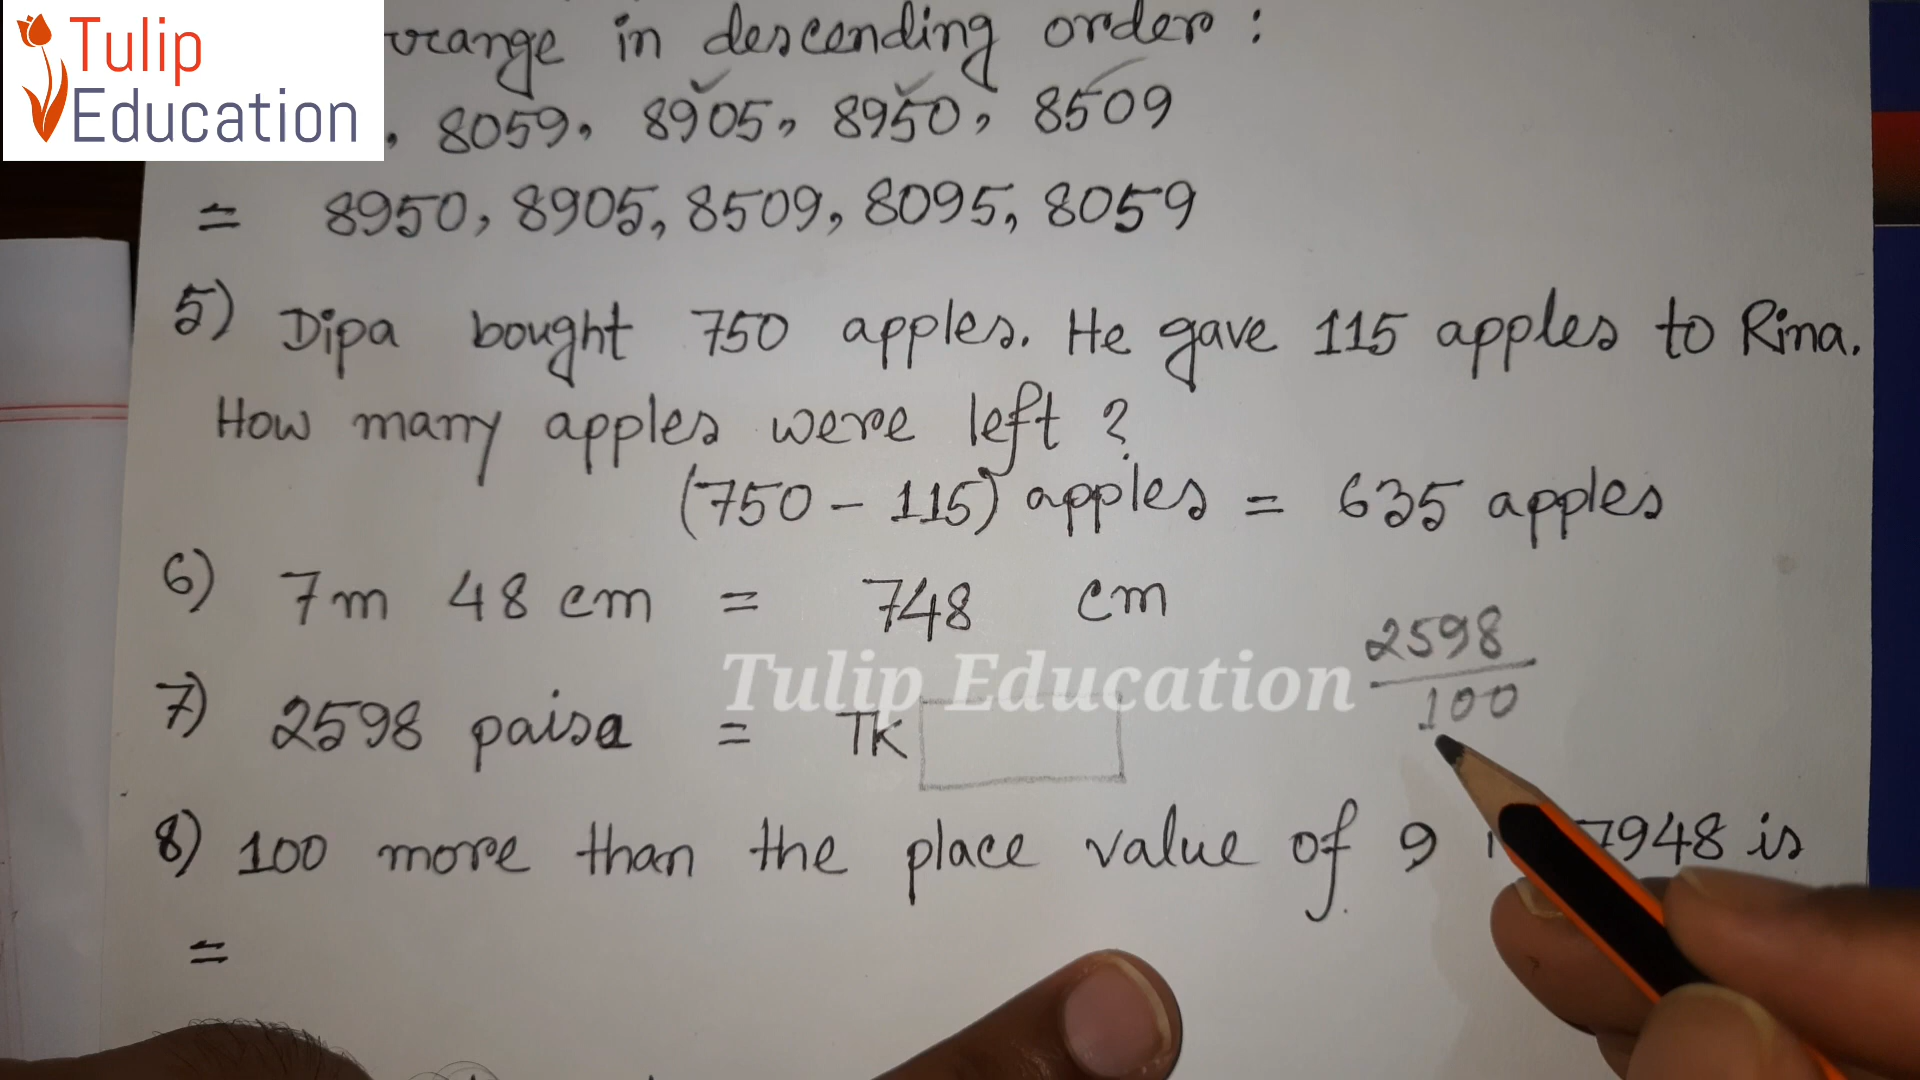 Tulip
Education
range in descending order :
, 8059, 8905, 8950, 8509
= 8950, 8905, 8509, 8095, 8059
5) Dipa bought 750 apples. He gave 115 apples to Rina.
How many apples were left ?
(750 - 115) apples = 635 apples
6) 7m 48 cm = 748 cm
2598
100
Tulip Education
7) 2598 paisa = Tk
8) 100 more than the place value of 9 7948 is
=